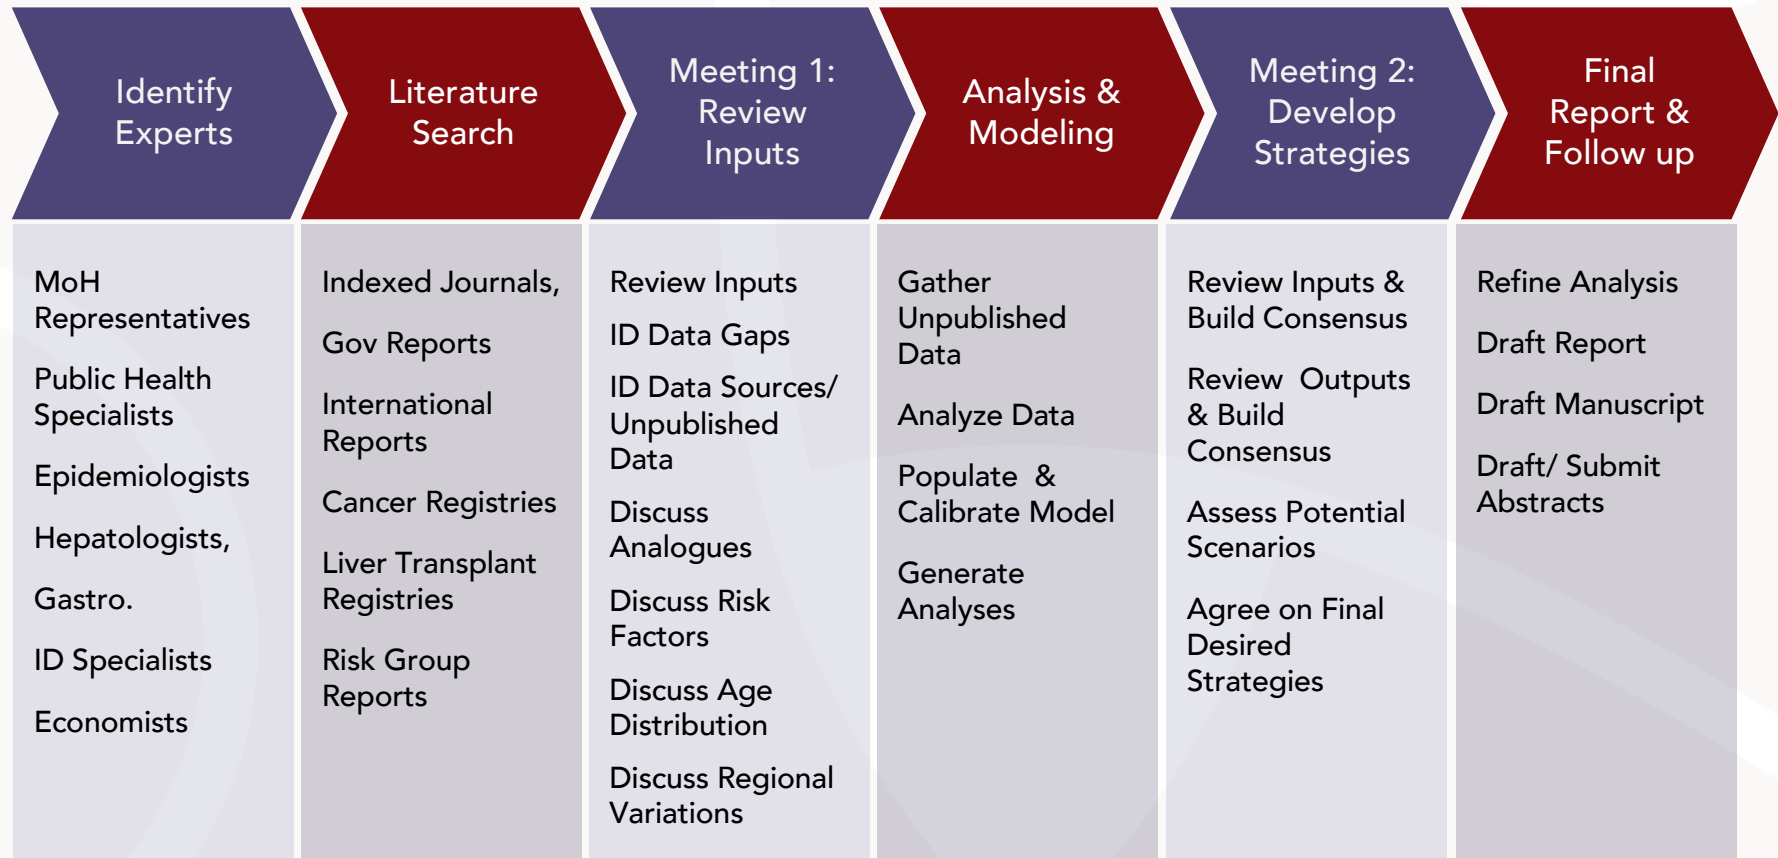 Identify
Experts
Literature
Search
Meeting 1:
Review
Inputs
Analysis &
Modeling
Meeting 2:
Develop
Strategies
Final
Report &
Follow up
MoH
Representatives
Public Health
Specialists
Epidemiologists
Hepatologists,
Gastro.
ID Specialists
Economists
Indexed Journals,
Gov Reports
International
Reports
Cancer Registries
Liver Transplant
Registries
Risk Group
Reports
Review Inputs
ID Data Gaps
ID Data Sources/
Unpublished
Data
Discuss
Analogues
Discuss Risk
Factors
Discuss Age
Distribution
Discuss Regional
Variations
Gather
Unpublished
Data
Analyze Data
Populate &
Calibrate Model
Generate
Analyses
Review Inputs &
Build Consensus
Review Outputs
& Build
Consensus
Assess Potential
Scenarios
Agree on Final
Desired
Strategies
Refine Analysis
Draft Report
Draft Manuscript
Draft/ Submit
Abstracts